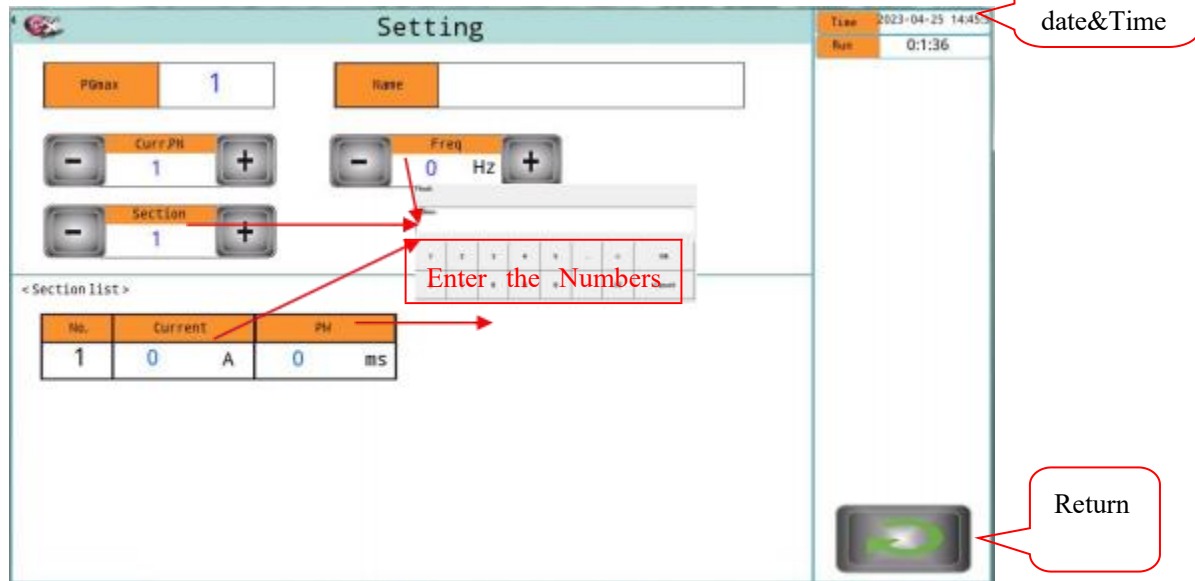 Setting
Time 2023-04-25 14:45:
date&Time
Run 0:1:36
PGmax 1
Name
Curr.PN
- 1 +
Freq
- 0 Hz +
Section
- 1 +
Enter the Numbers
<Section list>
No. Current PW
1 0 A 0 ms
Return